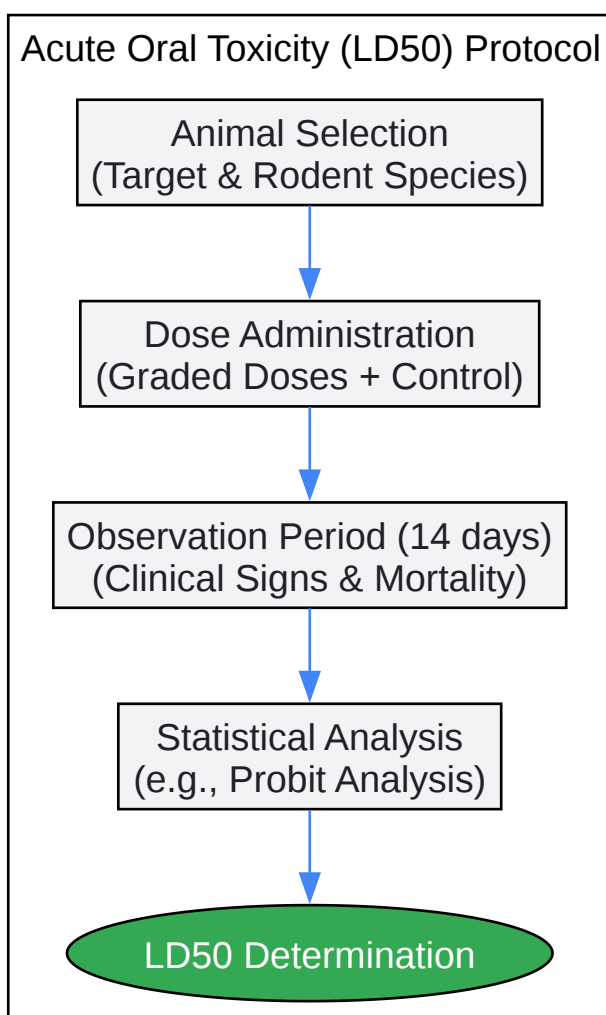 Acute Oral Toxicity (LD50) Protocol
Animal Selection
(Target & Rodent Species)
Dose Administration
(Graded Doses + Control)
Observation Period (14 days)
(Clinical Signs & Mortality)
Statistical Analysis
(e.g., Probit Analysis)
LD50 Determination